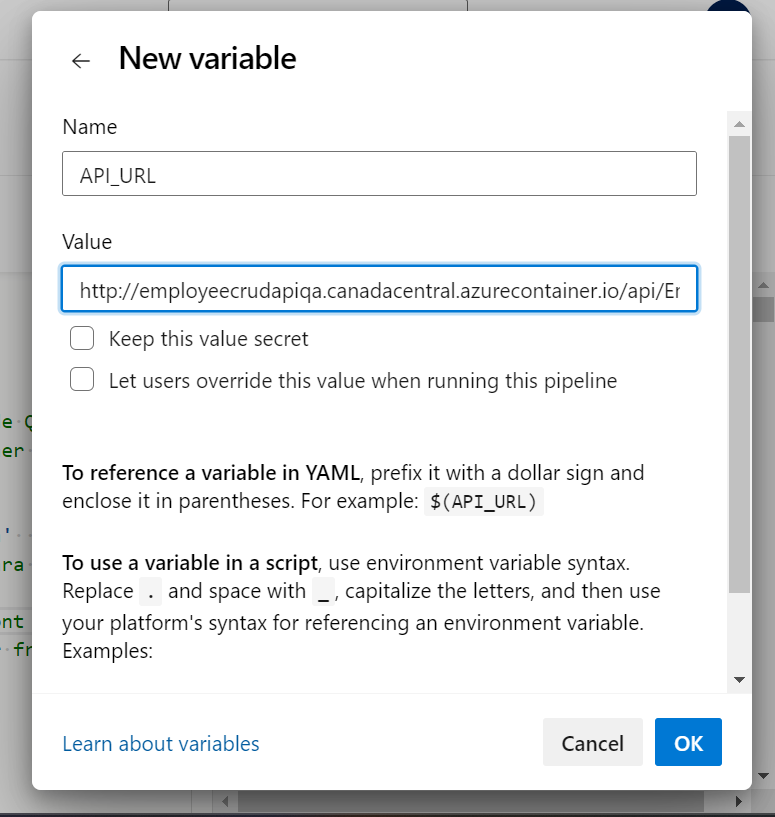 New variable
Name
API_URL
Value
http://employeecrudapiqa.canadacentral.azurecontainer.io/api/Er
Keep this value secret
Let users override this value when running this pipeline
To reference a variable in YAML, prefix it with a dollar sign and
enclose it in parentheses. For example: $(API_URL)
To use a variable in a script, use environment variable syntax.
Replace . and space with _, capitalize the letters, and then use
your platform's syntax for referencing an environment variable.
Examples:
Learn about variables
Cancel
OK